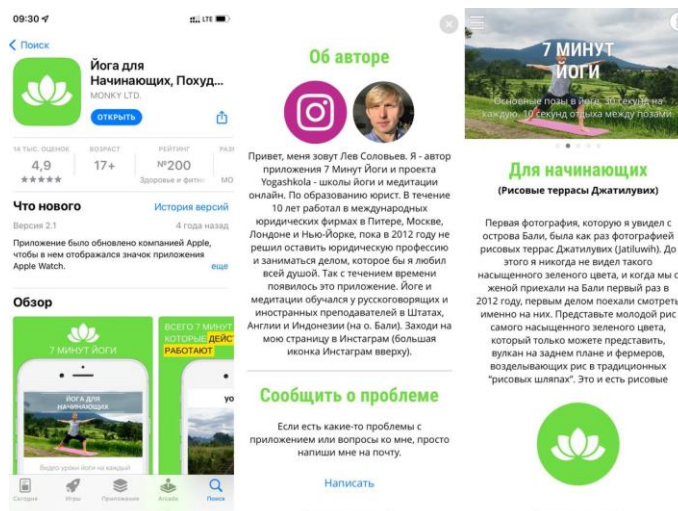 09:30
LTE
Поиск
Йога для
Начинающих, Похуд...
MONKY LTD.
ОТКРЫТЬ
14 ТЫС. ОЦЕНОК
ВОЗРАСТ
РЕЙТИНГ
4,9
17+
№200
Здоровье и фитн
Что нового
История версий
Версия 2.1
4 года назад
Приложение было обновлено компанией Apple,
чтобы в нем отображался значок приложения
Apple Watch.
еще
Обзор
7 МИНУТ ЙОГИ
ЙОГА ДЛЯ
НАЧИНАЮЩИХ
Видео уроки йоги на каждый
ВСЕГО 7 МИНУТ
КОТОРЫЕ ДЕЙС
РАБОТАЮТ
yo
Сегодня
Игры
Приложения
Arcade
Поиск
Об авторе
Привет, меня зовут Лев Соловьев. Я - автор
приложения 7 Минут Йоги и проекта
Yogashkola - школы йоги и медитации
онлайн. По образованию юрист. В течение
10 лет работал в международных
юридических фирмах в Питере, Москве,
Лондоне и Нью-Йорке, пока в 2012 году не
решил оставить юридическую профессию
и заниматься делом, которое бы я любил
всей душой. Так с течением времени
появилось это приложение. Йоге и
медитации обучался у русскоговорящих и
иностранных преподавателей в Штатах,
Англии и Индонезии (на о. Бали). Заходи на
мою страницу в Инстаграм (большая
иконка Инстаграм вверху).
Сообщить о проблеме
Если есть какие-то проблемы с
приложением или вопросы ко мне, просто
напиши мне на почту.
Написать
7 МИНУТ
ЙОГИ
Основные позы в йоге, 30 секунд на
каждую, 10 секунд отдыха между позами.
Для начинающих
(Рисовые террасы Джатилувих)
Первая фотография, которую я увидел с
острова Бали, была как раз фотографией
рисовых террас Джатилувих (Jatiluwih). До
этого я никогда не видел такого
насыщенного зеленого цвета, и когда мы с
женой приехали на Бали первый раз в
2012 году, первым делом поехали смотреть
именно на них. Представьте молодой рис
самого насыщенного зеленого цвета,
который только можете представить,
вулкан на заднем плане и фермеров,
возделывающих рис в традиционных
"рисовых шляпах". Это и есть рисовые